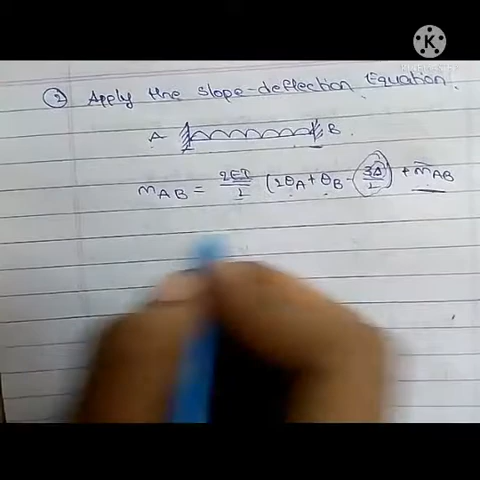 K
② Apply the slope-deflection Equation.
A B.
mAB = 2EI/l (2θA + θB - 3Δ/l) + m̄AB